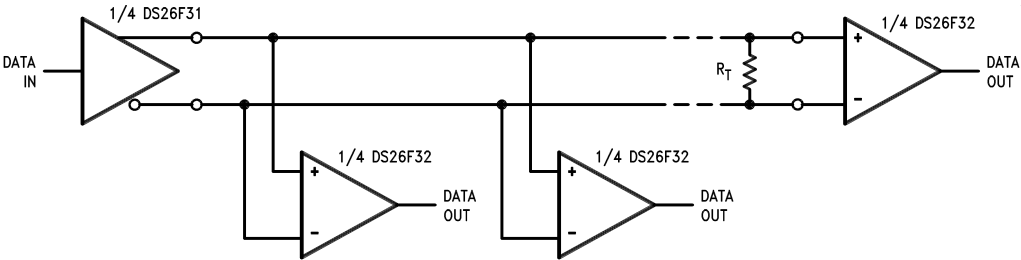 1/4 DS26F31
1/4 DS26F32
DATA
IN
RT
+
-
DATA
OUT
1/4 DS26F32
1/4 DS26F32
+
-
DATA
OUT
+
-
DATA
OUT